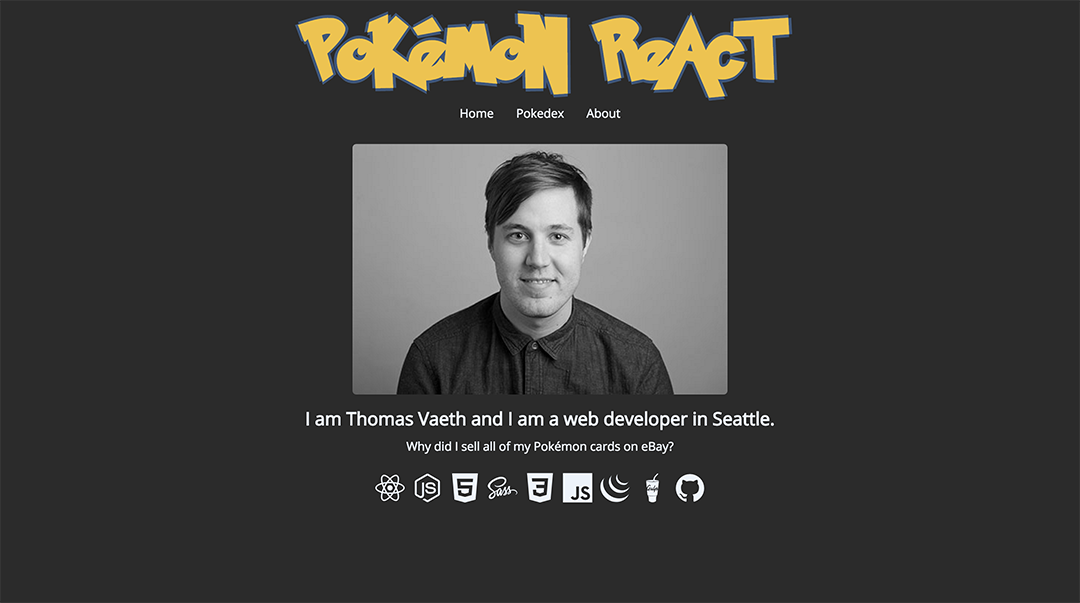 POKéMON REACT
Home Pokedex About
I am Thomas Vaeth and I am a web developer in Seattle.
Why did I sell all of my Pokémon cards on eBay?
JS 5 Sass 3 JS Gulp